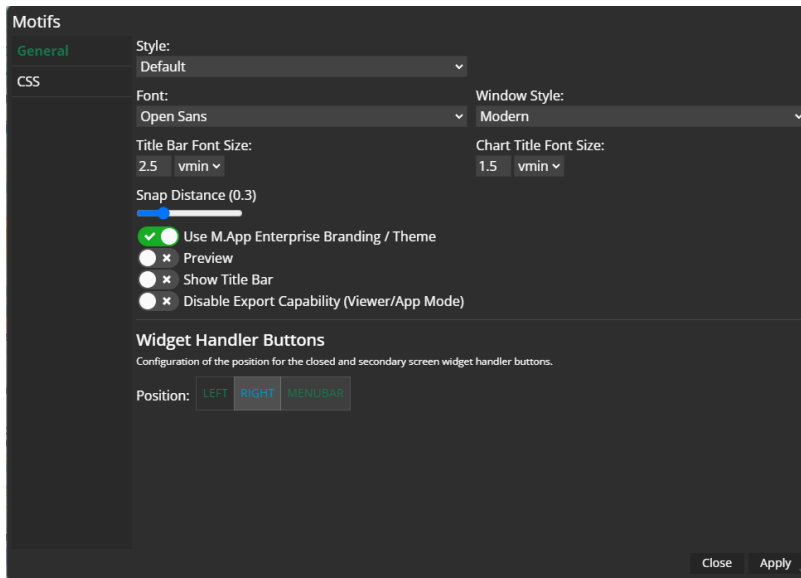 Motifs
General
CSS
Style:
Default
Font:
Open Sans
Window Style:
Modern
Title Bar Font Size:
2.5 vmin
Chart Title Font Size:
1.5 vmin
Snap Distance (0.3)
Use M.App Enterprise Branding / Theme
Preview
Show Title Bar
Disable Export Capability (Viewer/App Mode)
Widget Handler Buttons
Configuration of the position for the closed and secondary screen widget handler buttons.
Position: LEFT RIGHT MENUBAR
Close Apply